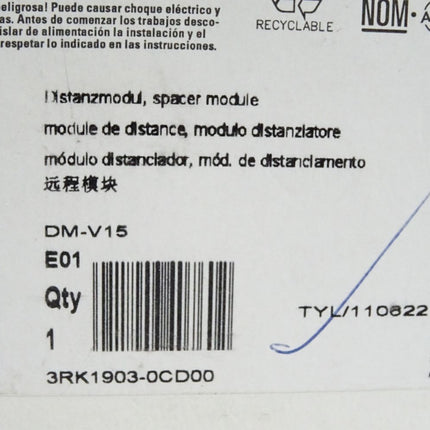 peligrosa! Puede causar choque eléctrico y
as. Antes de comenzar los trabajos desco-
islar de alimentación la instalación y el
respetar lo indicado en las instrucciones.
RECYCLABLE
NOM
Distanzmodul, spacer module
module de distance, modulo distanziatore
módulo distanciador, mód. de distanciamento
远程模块
DM-V15
E01
Qty
1
TYL/110822
3RK1903-0CD00